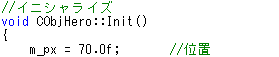 //イニシャライズ
void CObjHero::Init()
{
    m_px = 70.0f;        //位置